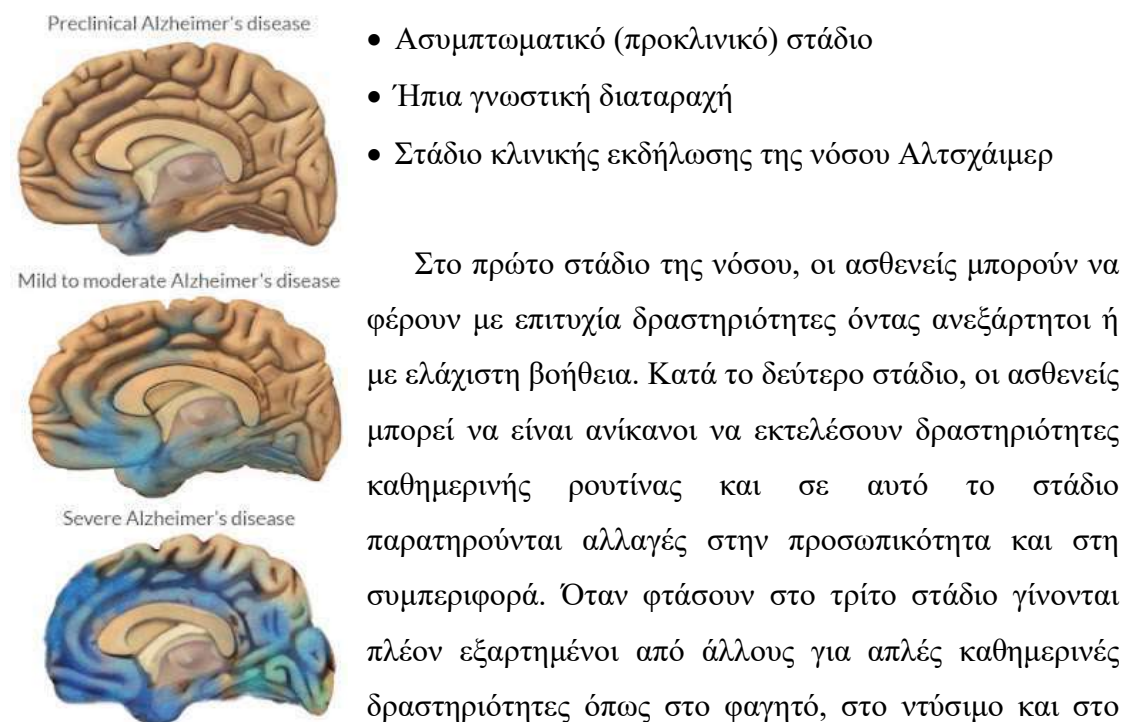 Preclinical Alzheimer's disease
Mild to moderate Alzheimer's disease
Severe Alzheimer's disease
• Ασυμπτωματικό (προκλινικό) στάδιο
• Ήπια γνωστική διαταραχή
• Στάδιο κλινικής εκδήλωσης της νόσου Αλτσχάιμερ
Στο πρώτο στάδιο της νόσου, οι ασθενείς μπορούν να
φέρουν με επιτυχία δραστηριότητες όντας ανεξάρτητοι ή
με ελάχιστη βοήθεια. Κατά το δεύτερο στάδιο, οι ασθενείς
μπορεί να είναι ανίκανοι να εκτελέσουν δραστηριότητες
καθημερινής ρουτίνας και σε αυτό το στάδιο
παρατηρούνται αλλαγές στην προσωπικότητα και στη
συμπεριφορά. Όταν φτάσουν στο τρίτο στάδιο γίνονται
πλέον εξαρτημένοι από άλλους για απλές καθημερινές
δραστηριότητες όπως στο φαγητό, στο ντύσιμο και στο